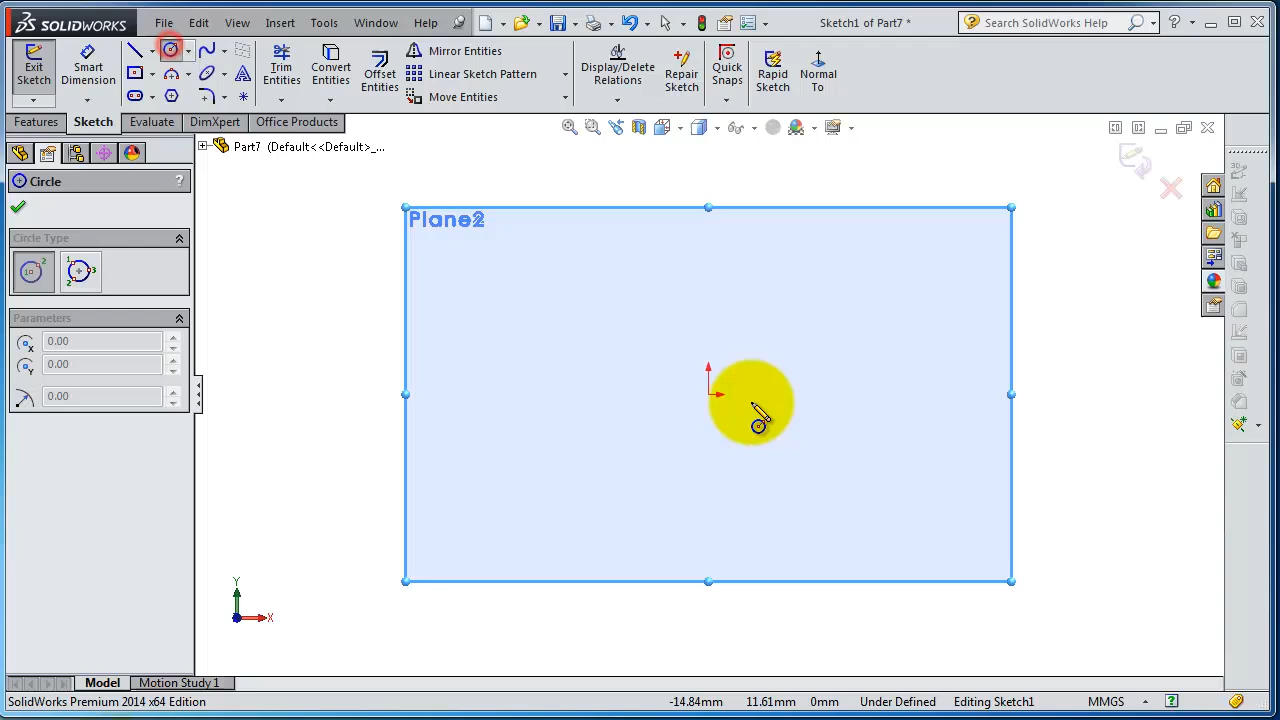 SOLIDWORKS File Edit View Insert Tools Window Help Sketch1 of Part7 * Search SolidWorks Help
Exit Sketch
Smart Dimension
Trim Entities
Convert Entities
Offset Entities
Mirror Entities
Linear Sketch Pattern
Move Entities
Display/Delete Relations
Repair Sketch
Quick Snaps
Rapid Sketch
Normal To
Features Sketch Evaluate DimXpert Office Products
Part7 (Default<<Default>_...
Circle ?
Circle Type
Parameters
0.00
0.00
0.00
Plane2
Y
X
Model Motion Study 1
SolidWorks Premium 2014 x64 Edition -14.84mm 11.61mm 0mm Under Defined Editing Sketch1 MMGS